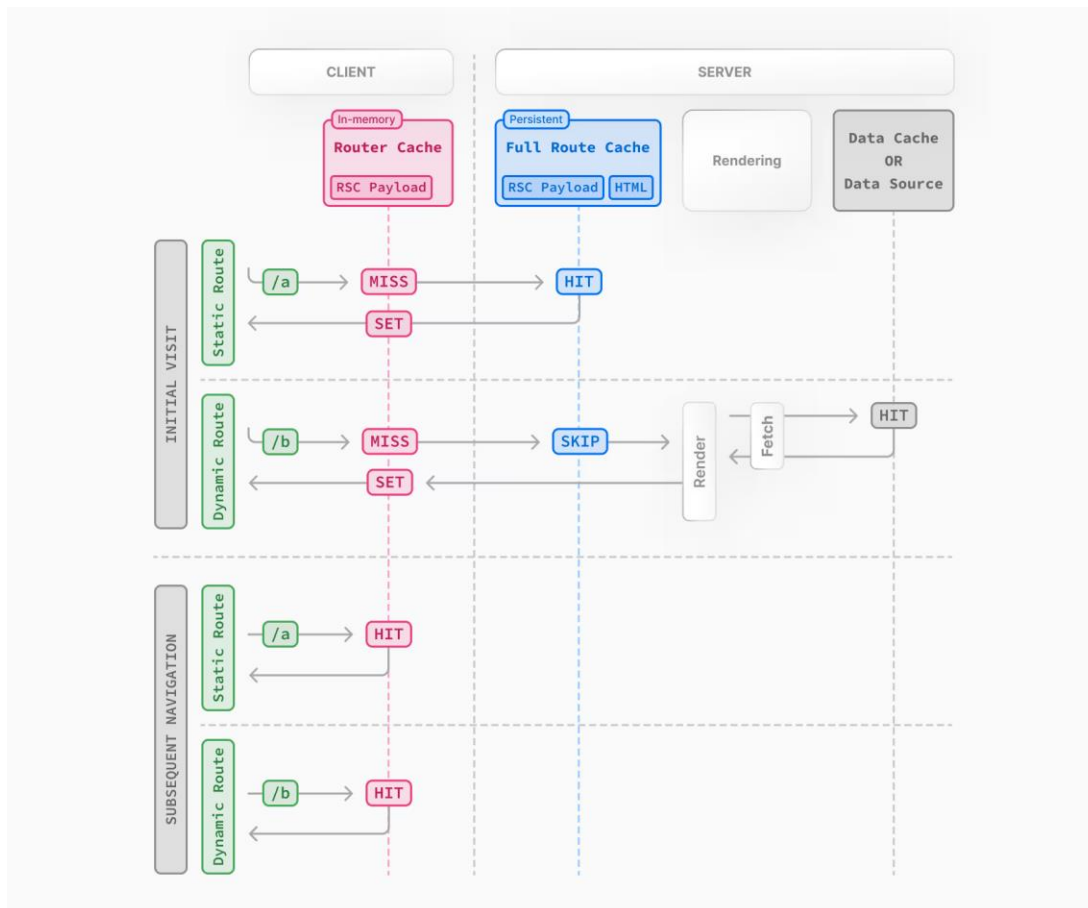 CLIENT
SERVER
In-memory
Router Cache
RSC Payload
Persistent
Full Route Cache
RSC Payload
HTML
Rendering
Data Cache
OR
Data Source
INITIAL VISIT
Static Route
/a
MISS
HIT
SET
Dynamic Route
/b
MISS
SKIP
Render
Fetch
HIT
SET
SUBSEQUENT NAVIGATION
Static Route
/a
HIT
Dynamic Route
/b
HIT